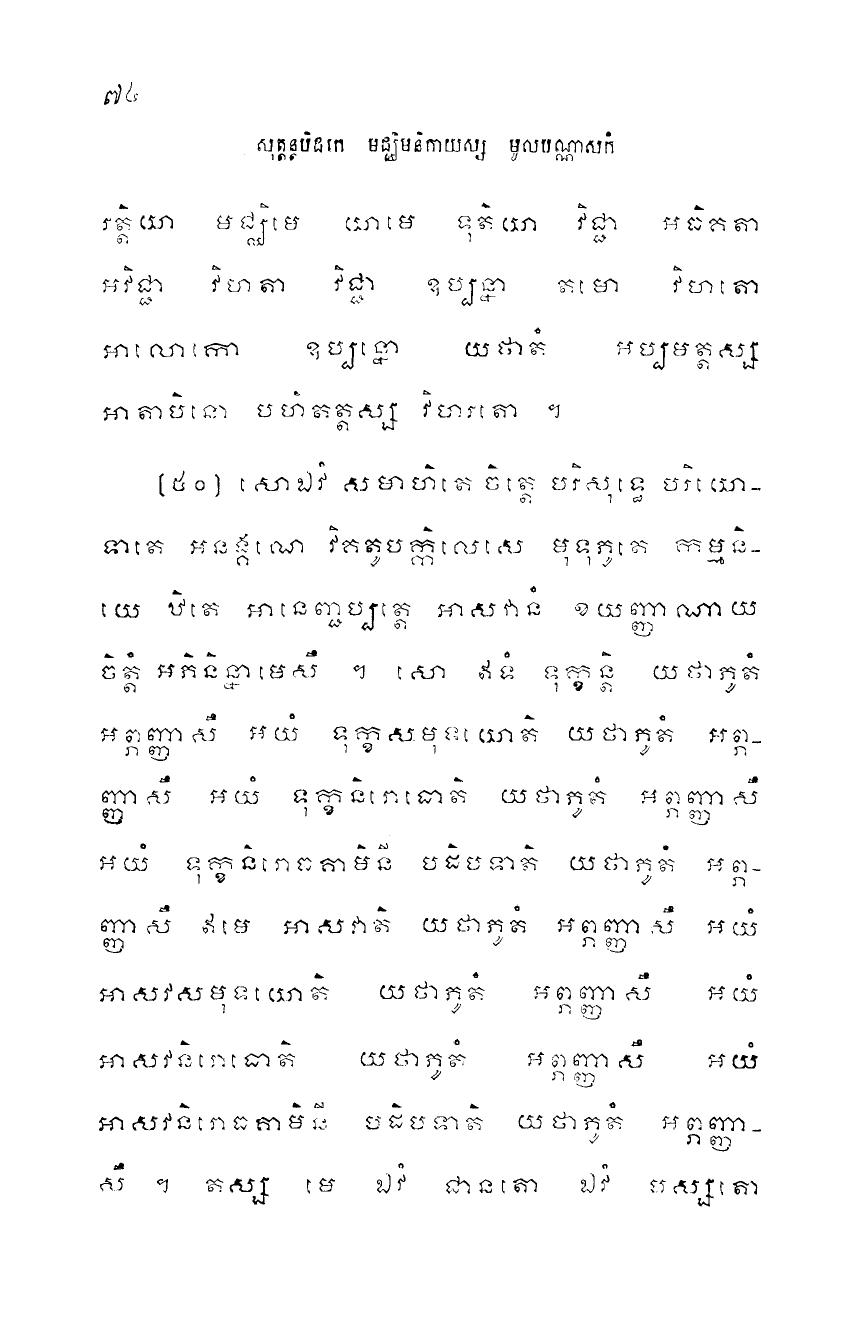 ៧៤
សុត្តន្តបិដកេ មជ្ឈិមនិកាយស្ស មូលបណ្ណាសកំ
រត្តិយា មជ្ឈិមេ យាមេ ទុតិយា វិជ្ជា អធិគតា
អវិជ្ជា វិហតា វិជ្ជា ឧប្បន្នា តមោ វិហតោ
អាលោកោ ឧប្បន្នោ យថាតំ អប្បមត្តស្ស
អាតាបិនោ បហិតត្តស្ស វិហរតោ ។
(៥០) សោឯវំ សមាហិតេ ចិត្តេ បរិសុទ្ធេ បរិយោ-
ទាតេ អនង្គណេ វិគតូបក្កិលេសេ មុទុភូតេ កម្មនិ-
យេ ឋិតេ អានេញ្ជប្បត្តេ អាសវានំ ខយញ្ញាណាយ
ចិត្តំ អភិនិន្នាមេសឹ ។ សោ ឥទំ ទុក្ខន្តិ យថាភូតំ
អព្ភញ្ញាសឹ អយំ ទុក្ខសមុទយោតិ យថាភូតំ អព្ភ-
ញ្ញាសឹ អយំ ទុក្ខនិរោធោតិ យថាភូតំ អព្ភញ្ញាសឹ
អយំ ទុក្ខនិរោធគាមិនី បដិបទាតិ យថាភូតំ អព្ភ-
ញ្ញាសឹ ឥមេ អាសវាតិ យថាភូតំ អព្ភញ្ញាសឹ អយំ
អាសវសមុទយោតិ យថាភូតំ អព្ភញ្ញាសឹ អយំ
អាសវនិរោធោតិ យថាភូតំ អព្ភញ្ញាសឹ អយំ
អាសវនិរោធគាមិនី បដិបទាតិ យថាភូតំ អព្ភញ្ញា-
សឹ ។ តស្ស មេ ឯវំ ជានតោ ឯវំ បស្សតោ